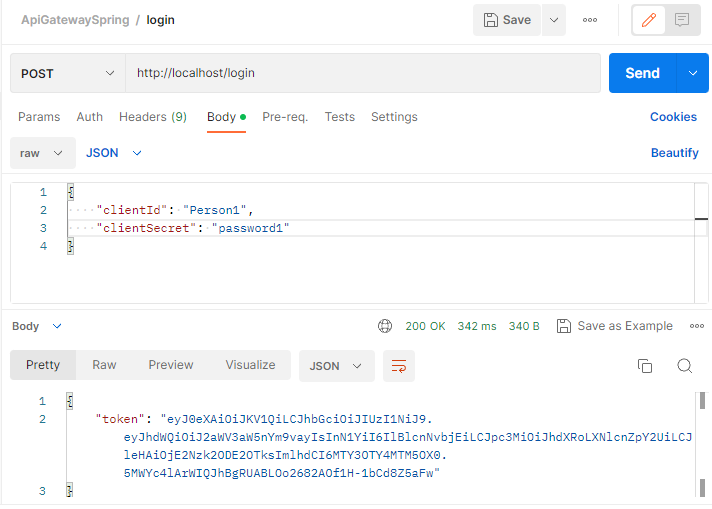 ApiGatewaySpring / login
Save
POST
http://localhost/login
Send
Params Auth Headers (9) Body Pre-req. Tests Settings Cookies
raw JSON Beautify
1 {
2 "clientId": "Person1",
3 "clientSecret": "password1"
4 }
Body 200 OK 342 ms 340 B Save as Example
Pretty Raw Preview Visualize JSON
1 {
2 "token": "eyJ0eXAiOiJKV1QiLCJhbGciOiJIUzI1NiJ9.
eyJhdWQiOiJ2aWV3aW5nYm9vayIsInN1YiI6IlBlcnNvbjEiLCJpc3MiOiJhdXRoLXNlcnZpY2UiLCJ
leHAiOjE2Nzk2ODE2OTksImlhdCI6MTY3OTY4MTM5OX0.
5MWYc4lArWIQJhBgRUABLOo2682AOf1H-1bCd8Z5aFw"
3 }